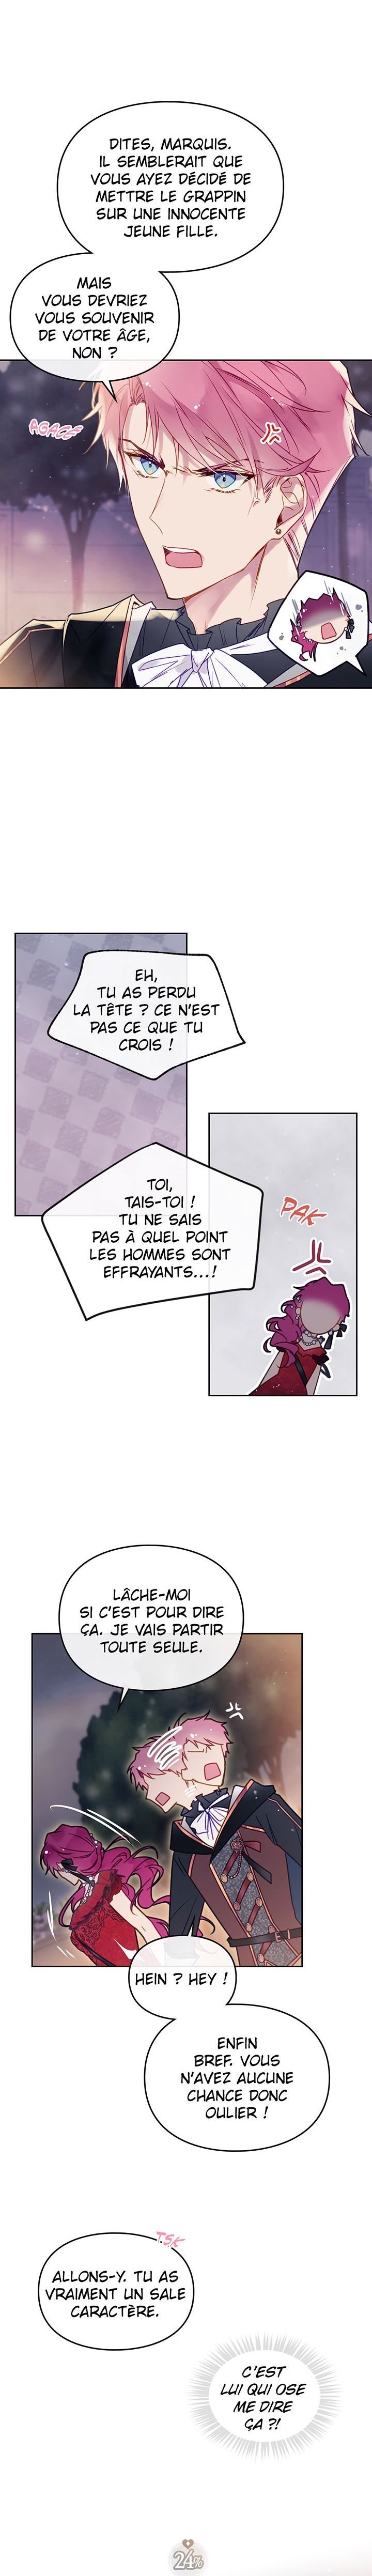 DITES, MARQUIS.
IL SEMBLERAIT QUE
VOUS AYEZ DÉCIDÉ DE
METTRE LE GRAPPIN
SUR UNE INNOCENTE
JEUNE FILLE.
MAIS
VOUS DEVRIEZ
VOUS SOUVENIR
DE VOTRE ÂGE,
NON ?
AGACE
EH,
TU AS PERDU
LA TÊTE ? CE N'EST
PAS CE QUE TU
CROIS !
TOI,
TAIS-TOI !
TU NE SAIS
PAS À QUEL POINT
LES HOMMES SONT
EFFRAYANTS...!
PAK
LÂCHE-MOI
SI C'EST POUR DIRE
ÇA. JE VAIS PARTIR
TOUTE SEULE.
HEIN ? HEY !
ENFIN
BREF. VOUS
N'AVEZ AUCUNE
CHANCE DONC
OULIER !
TSK
ALLONS-Y. TU AS
VRAIMENT UN SALE
CARACTÈRE.
C'EST
LUI QUI OSE
ME DIRE
ÇA ?!
24%